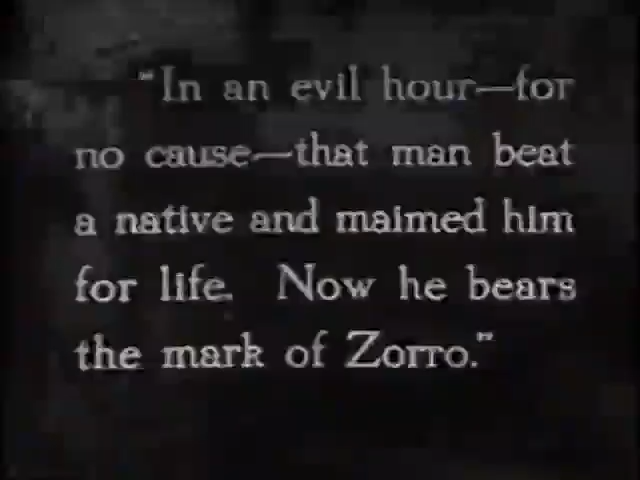 "In an evil hour—for
no cause—that man beat
a native and maimed him
for life. Now he bears
the mark of Zorro."